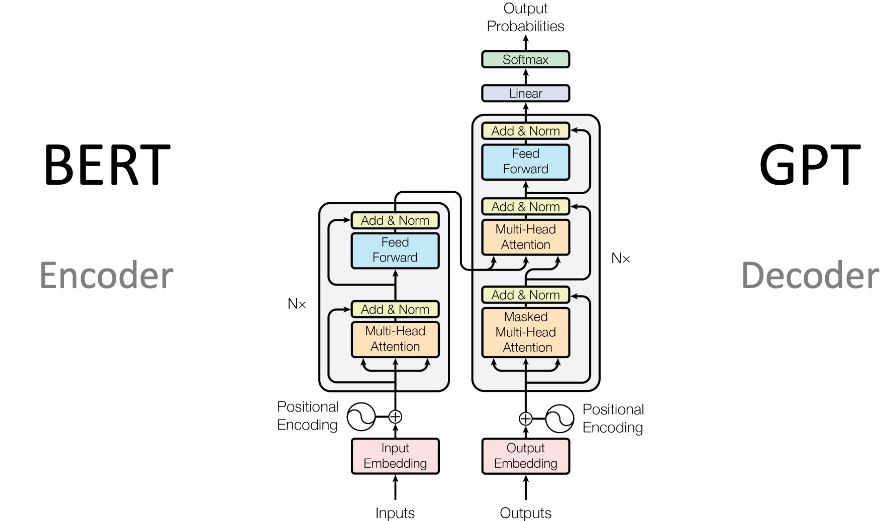 BERT
Encoder
Output
Probabilities
Softmax
Linear
Add & Norm
Feed
Forward
Add & Norm
Multi-Head
Attention
Add & Norm
Masked
Multi-Head
Attention
Nx
Add & Norm
Feed
Forward
Add & Norm
Multi-Head
Attention
Nx
Positional
Encoding
Positional
Encoding
Input
Embedding
Output
Embedding
Inputs
Outputs
GPT
Decoder